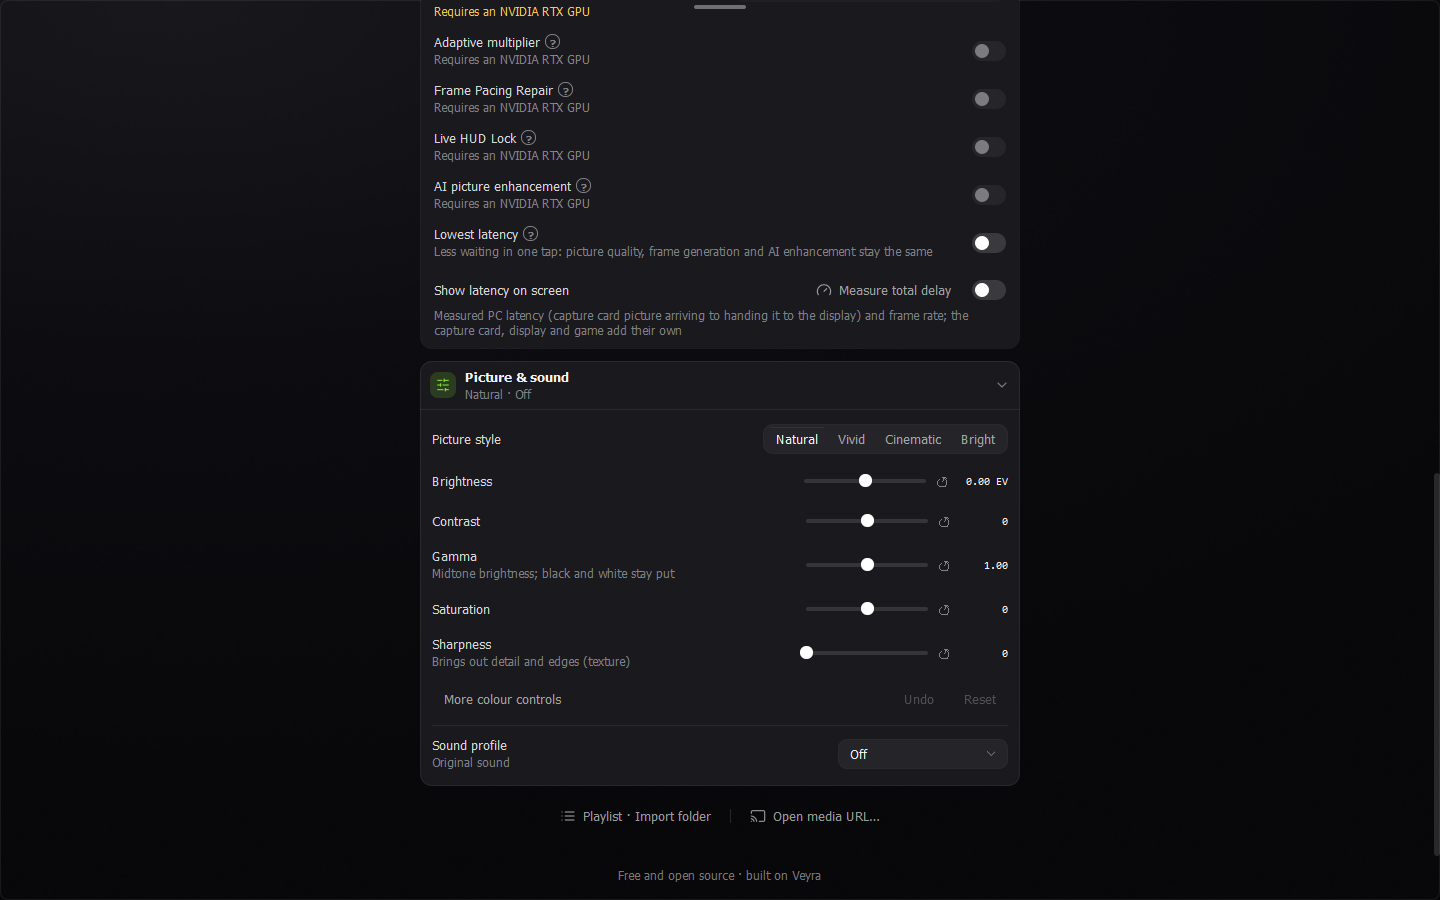 Requires an NVIDIA RTX GPU
Adaptive multiplier ?
Requires an NVIDIA RTX GPU
Frame Pacing Repair ?
Requires an NVIDIA RTX GPU
Live HUD Lock ?
Requires an NVIDIA RTX GPU
AI picture enhancement ?
Requires an NVIDIA RTX GPU
Lowest latency ?
Less waiting in one tap: picture quality, frame generation and AI enhancement stay the same
Show latency on screen Measure total delay
Measured PC latency (capture card picture arriving to handing it to the display) and frame rate; the
capture card, display and game add their own
Picture & sound
Natural · Off
Picture style Natural Vivid Cinematic Bright
Brightness 0.00 EV
Contrast 0
Gamma
Midtone brightness; black and white stay put
1.00
Saturation 0
Sharpness
Brings out detail and edges (texture)
0
More colour controls Undo Reset
Sound profile
Original sound
Off
Playlist · Import folder Open media URL...
Free and open source · built on Veyra